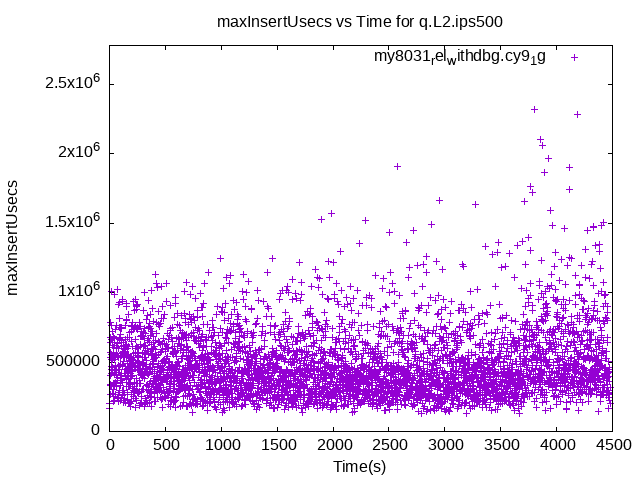 maxInsertUsecs vs Time for q.L2.ips500
my8031relwithdbg.cy91g
2.5x10^6
2x10^6
1.5x10^6
1x10^6
500000
0
maxInsertUsecs
0 500 1000 1500 2000 2500 3000 3500 4000 4500
Time(s)